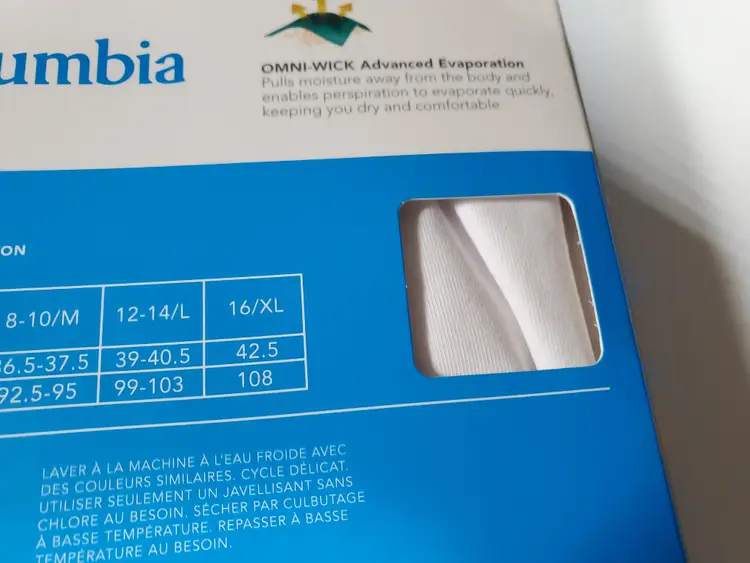 umbia
OMNI-WICK Advanced Evaporation
Pulls moisture away from the body and
enables perspiration to evaporate quickly,
keeping you dry and comfortable
ON
8-10/M 12-14/L 16/XL
36.5-37.5 39-40.5 42.5
92.5-95 99-103 108
LAVER À LA MACHINE À L'EAU FROIDE AVEC
DES COULEURS SIMILAIRES. CYCLE DÉLICAT.
UTILISER SEULEMENT UN JAVELLISANT SANS
CHLORE AU BESOIN. SÉCHER PAR CULBUTAGE
À BASSE TEMPÉRATURE. REPASSER À BASSE
TEMPÉRATURE AU BESOIN.